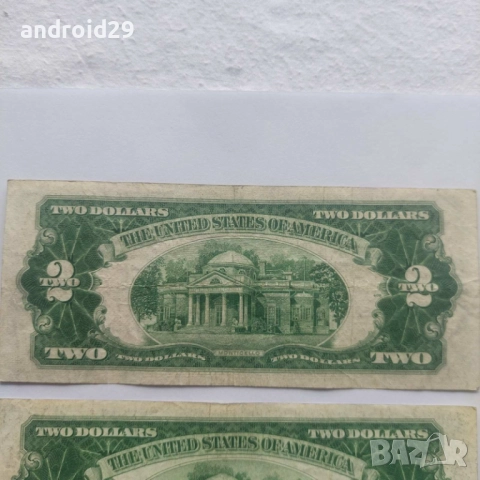 android29
TWO DOLLARS TWO DOLLARS
THE UNITED STATES OF AMERICA
2 2
TWO TWO
MONTICELLO
TWO TWO DOLLARS TWO DOLLARS TWO
TWO DOLLARS TWO DOLLARS
THE UNITED STATES OF AMERICA
BAZAR